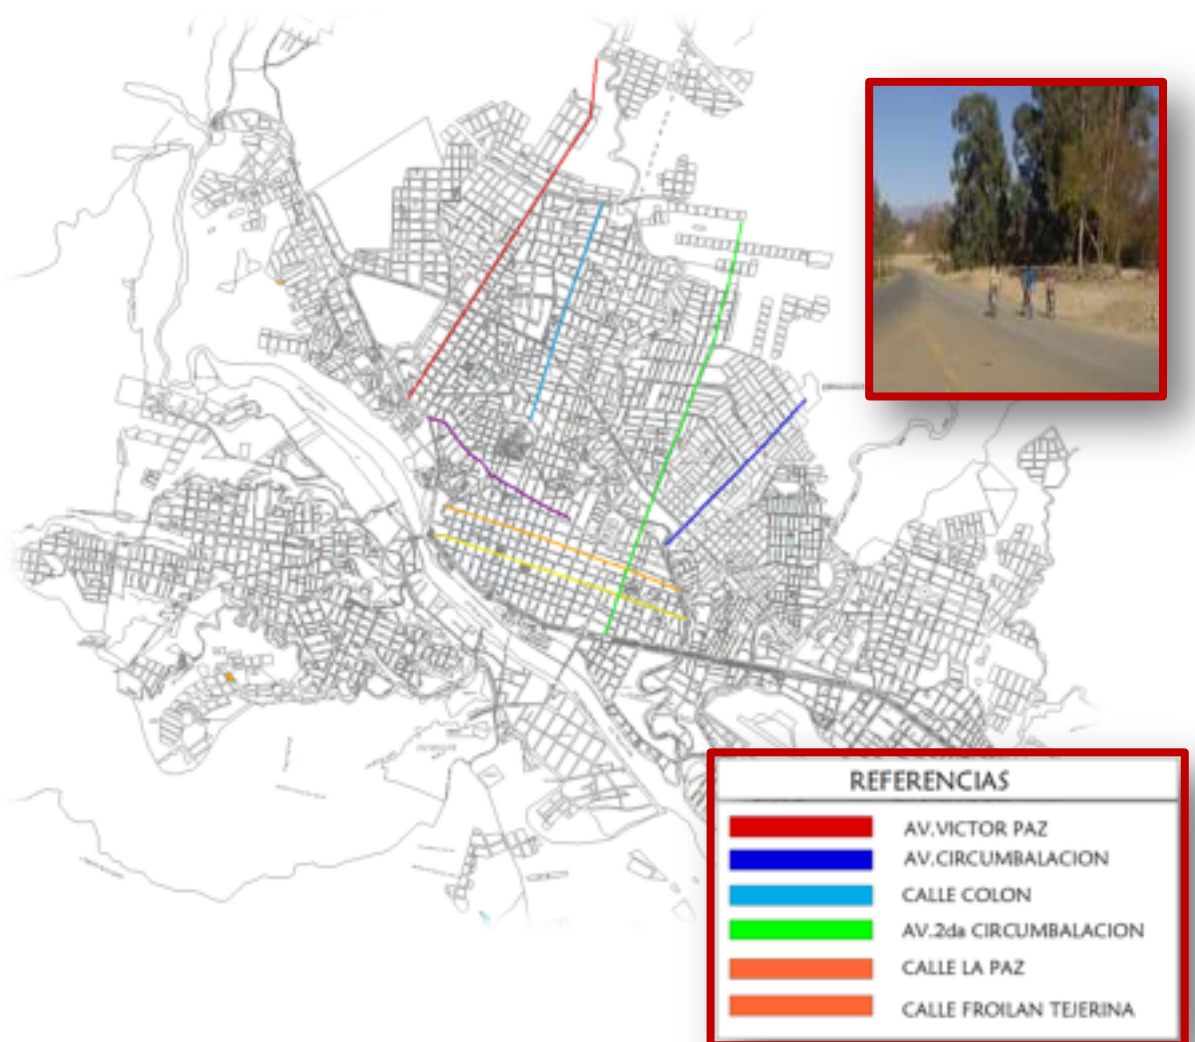 REFERENCIAS
AV.VICTOR PAZ
AV.CIRCUMBALACION
CALLE COLON
AV.2da CIRCUMBALACION
CALLE LA PAZ
CALLE FROILAN TEJERINA